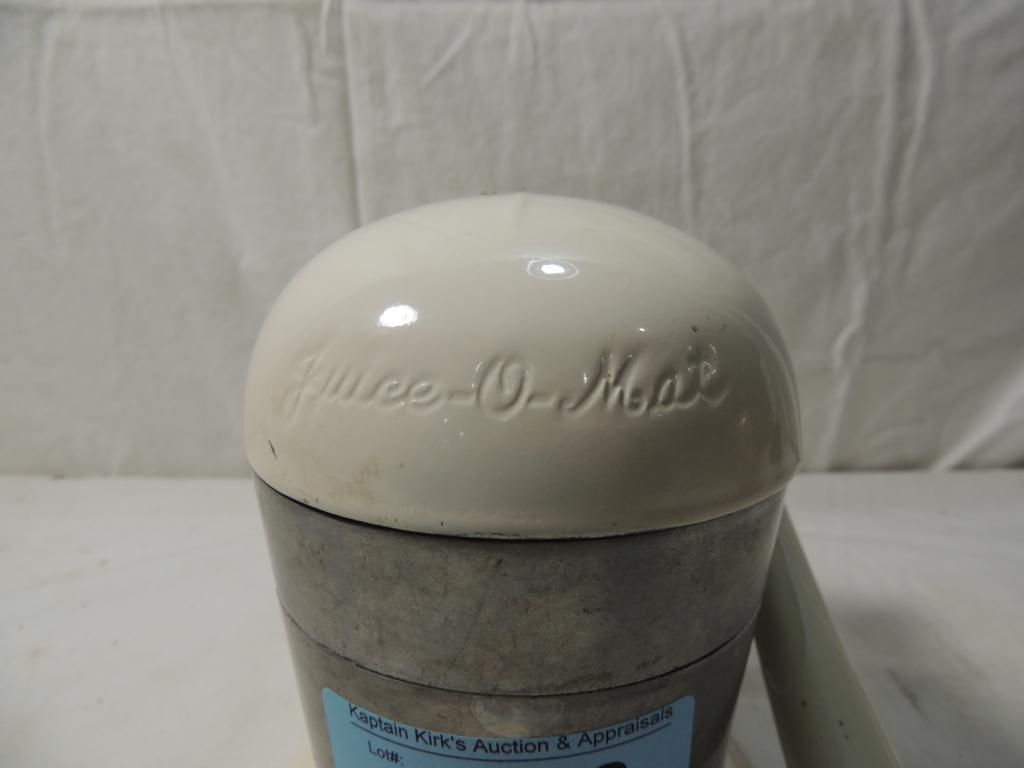 Juice-O-Mat
Kaptain Kirk's Auction & Appraisals
Lot#: